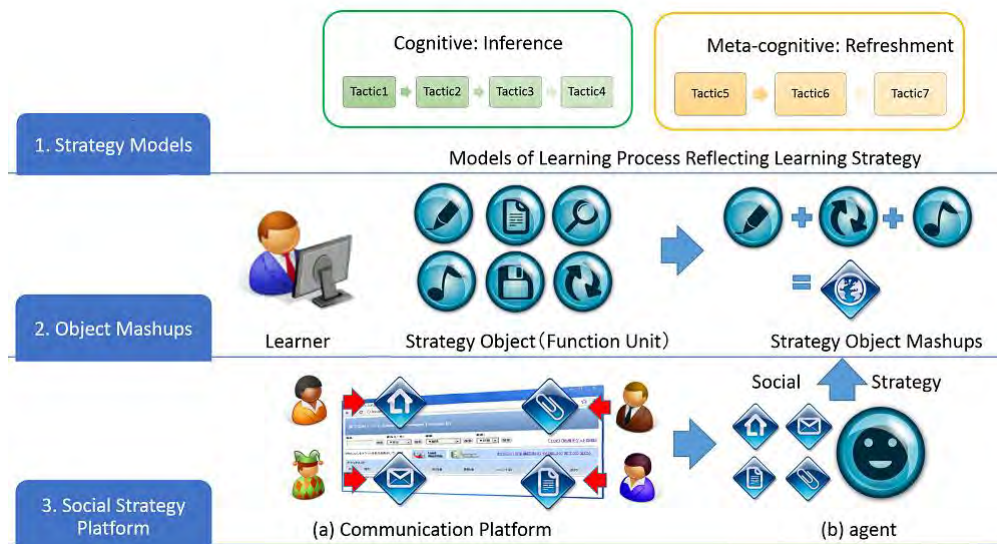 Cognitive: Inference
Tactic1
Tactic2
Tactic3
Tactic4
Meta-cognitive: Refreshment
Tactic5
Tactic6
Tactic7
1. Strategy Models
Models of Learning Process Reflecting Learning Strategy
2. Object Mashups
Learner
Strategy Object(Function Unit)
Strategy Object Mashups
Social Strategy
3. Social Strategy
Platform
(a) Communication Platform
(b) agent